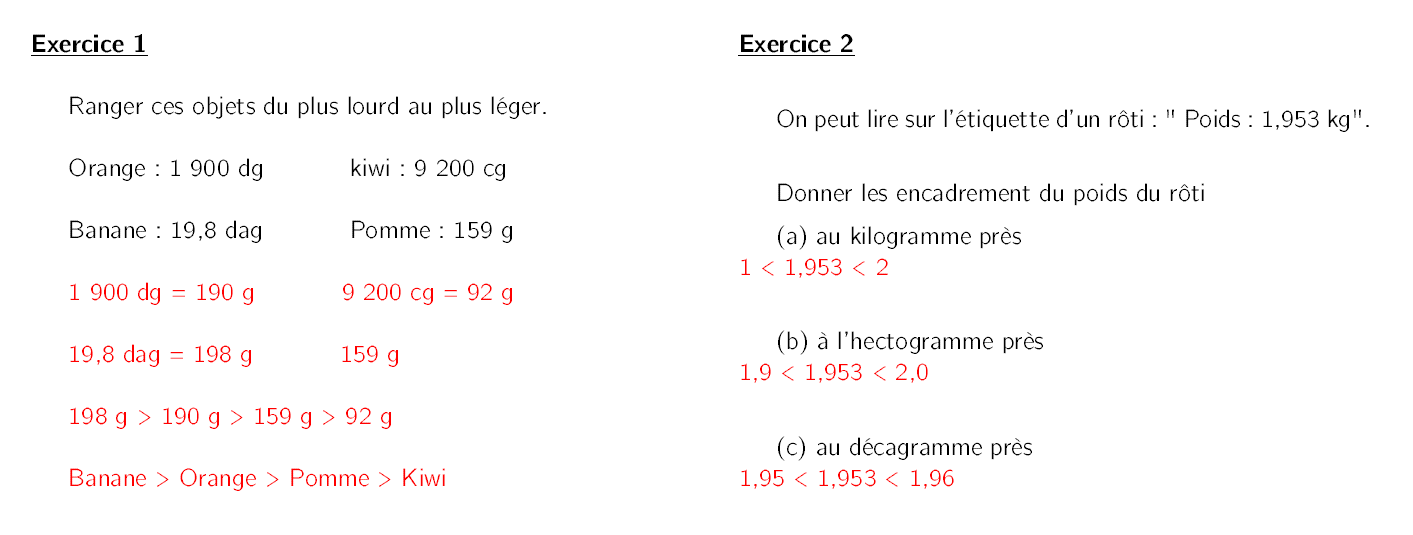 Exercice 1
Ranger ces objets du plus lourd au plus léger.
Orange : 1 900 dg kiwi : 9 200 cg
Banane : 19,8 dag Pomme : 159 g
1 900 dg = 190 g 9 200 cg = 92 g
19,8 dag = 198 g 159 g
198 g > 190 g > 159 g > 92 g
Banane > Orange > Pomme > Kiwi
Exercice 2
On peut lire sur l'étiquette d'un rôti : " Poids : 1,953 kg".
Donner les encadrement du poids du rôti
(a) au kilogramme près
1 < 1,953 < 2
(b) à l'hectogramme près
1,9 < 1,953 < 2,0
(c) au décagramme près
1,95 < 1,953 < 1,96